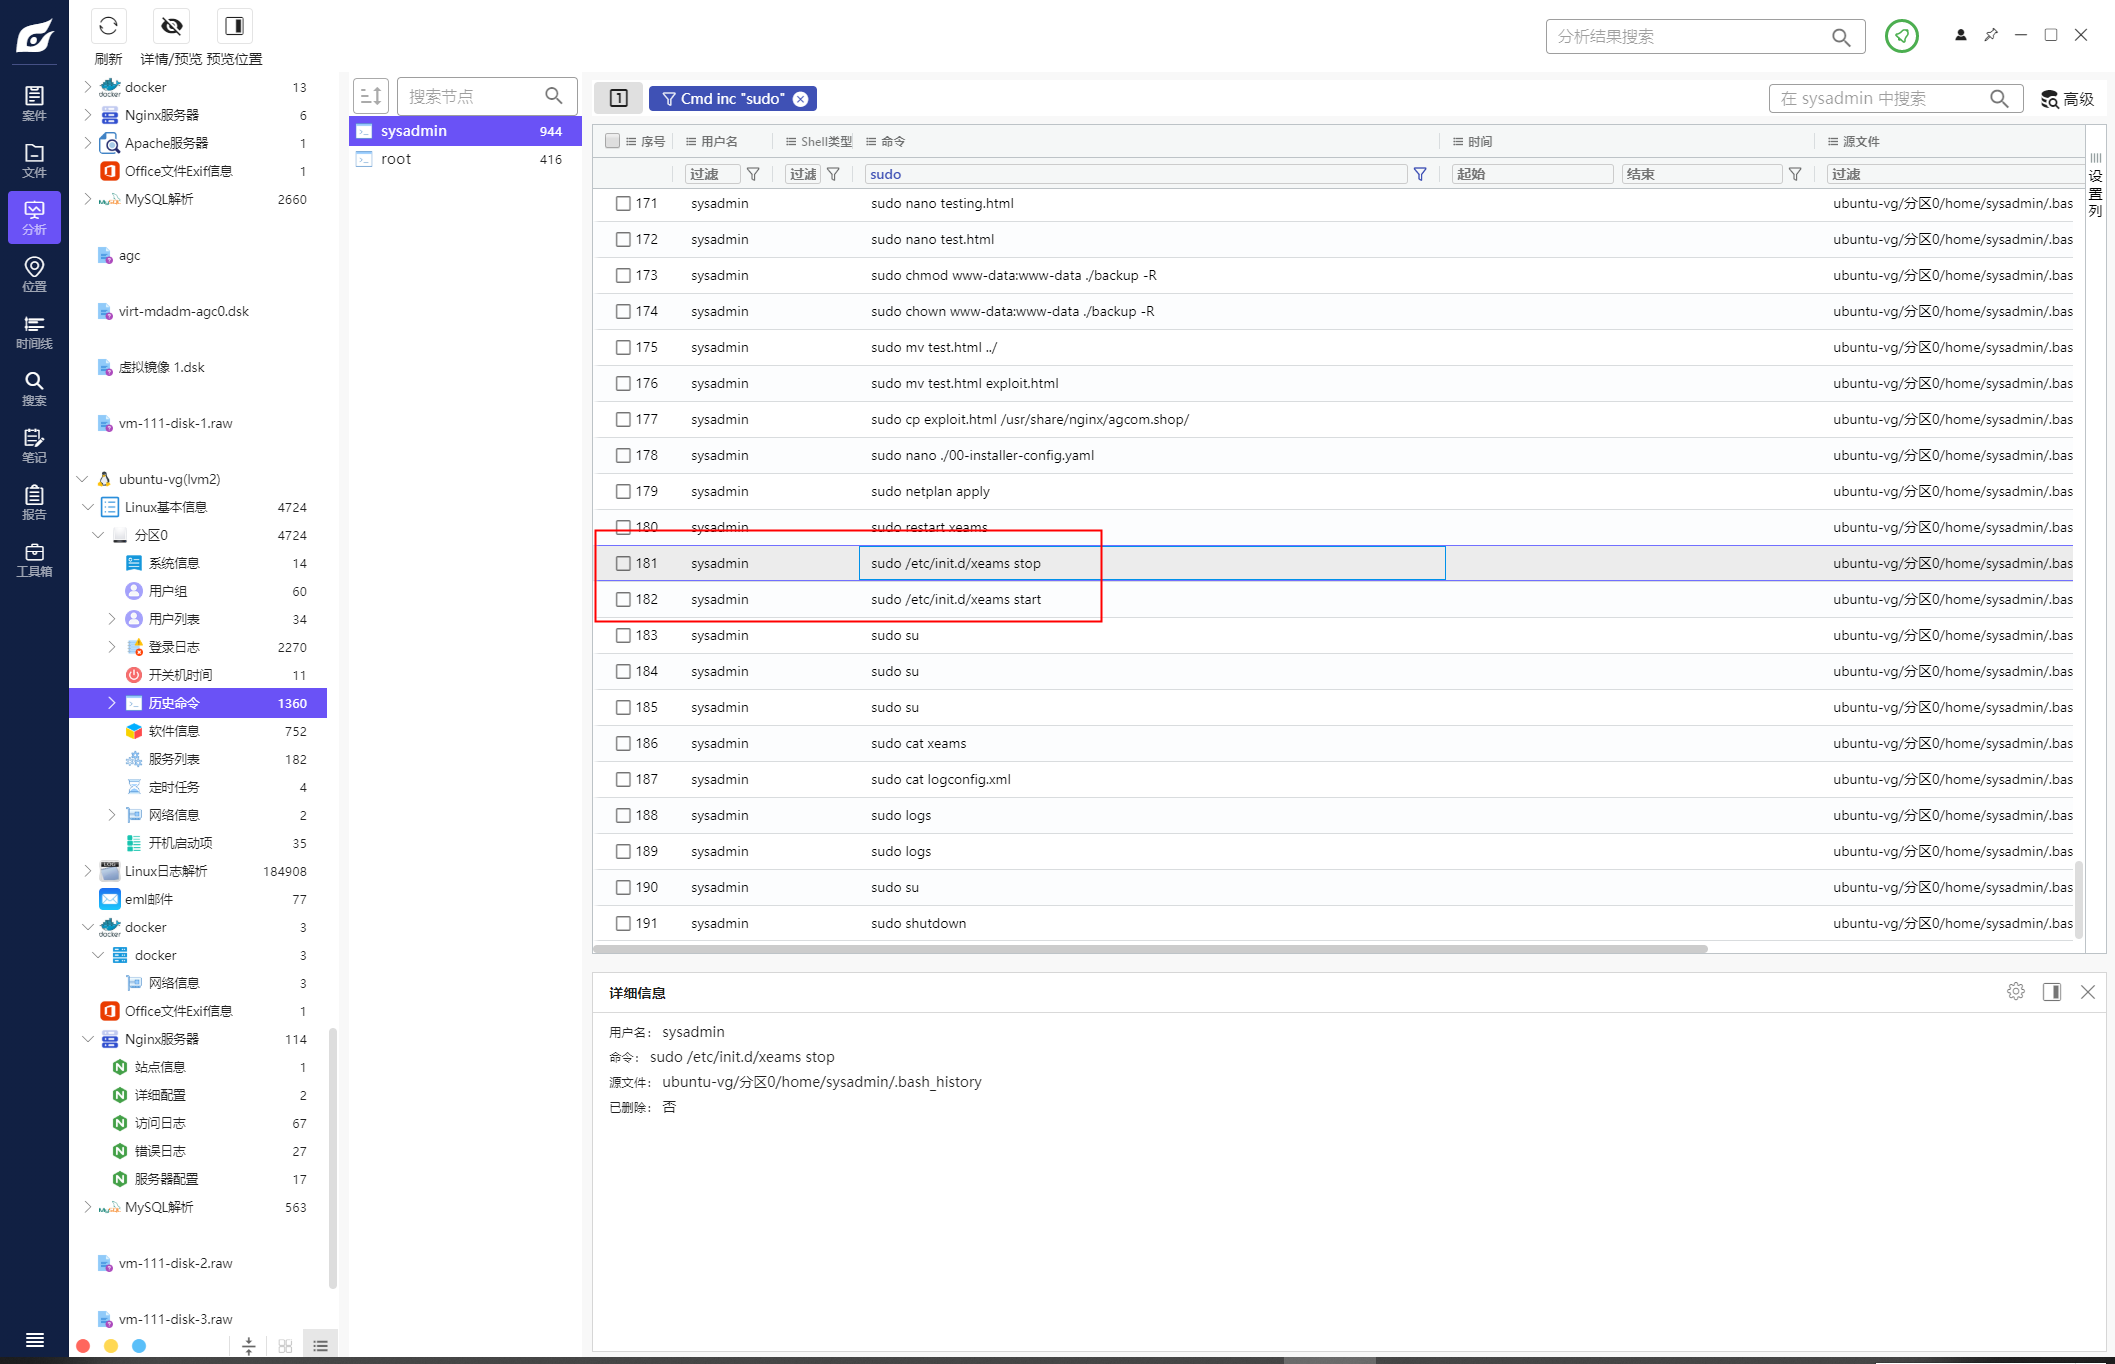 刷新
详情/预览
预览位置
案件
文件
分析
位置
时间线
搜索
笔记
报告
工具箱
docker 13
Nginx服务器 6
Apache服务器 1
Office文件Exif信息 1
MySQL解析 2660
agc
virt-mdadm-agc0.dsk
虚拟镜像 1.dsk
vm-111-disk-1.raw
ubuntu-vg(lvm2)
Linux基本信息 4724
分区0 4724
系统信息 14
用户组 60
用户列表 34
登录日志 2270
开关机时间 11
历史命令 1360
软件信息 752
服务列表 182
定时任务 4
网络信息 2
开机启动项 35
Linux日志解析 184908
eml邮件 77
docker 3
docker 3
网络信息 3
Office文件Exif信息 1
Nginx服务器 114
站点信息 1
详细配置 2
访问日志 67
错误日志 27
服务器配置 17
MySQL解析 563
vm-111-disk-2.raw
vm-111-disk-3.raw
搜索节点
sysadmin 944
root 416
分析结果搜索
1
Cmd inc "sudo"
在 sysadmin 中搜索
高级
序号 用户名 Shell类型 命令 时间 源文件
过滤 过滤 sudo 起始 结束 过滤
设置列
171 sysadmin sudo nano testing.html ubuntu-vg/分区0/home/sysadmin/.bas
172 sysadmin sudo nano test.html ubuntu-vg/分区0/home/sysadmin/.bas
173 sysadmin sudo chmod www-data:www-data ./backup -R ubuntu-vg/分区0/home/sysadmin/.bas
174 sysadmin sudo chown www-data:www-data ./backup -R ubuntu-vg/分区0/home/sysadmin/.bas
175 sysadmin sudo mv test.html ../ ubuntu-vg/分区0/home/sysadmin/.bas
176 sysadmin sudo mv test.html exploit.html ubuntu-vg/分区0/home/sysadmin/.bas
177 sysadmin sudo cp exploit.html /usr/share/nginx/agcom.shop/ ubuntu-vg/分区0/home/sysadmin/.bas
178 sysadmin sudo nano ./00-installer-config.yaml ubuntu-vg/分区0/home/sysadmin/.bas
179 sysadmin sudo netplan apply ubuntu-vg/分区0/home/sysadmin/.bas
180 sysadmin sudo restart xeams ubuntu-vg/分区0/home/sysadmin/.bas
181 sysadmin sudo /etc/init.d/xeams stop ubuntu-vg/分区0/home/sysadmin/.bas
182 sysadmin sudo /etc/init.d/xeams start ubuntu-vg/分区0/home/sysadmin/.bas
183 sysadmin sudo su ubuntu-vg/分区0/home/sysadmin/.bas
184 sysadmin sudo su ubuntu-vg/分区0/home/sysadmin/.bas
185 sysadmin sudo su ubuntu-vg/分区0/home/sysadmin/.bas
186 sysadmin sudo cat xeams ubuntu-vg/分区0/home/sysadmin/.bas
187 sysadmin sudo cat logconfig.xml ubuntu-vg/分区0/home/sysadmin/.bas
188 sysadmin sudo logs ubuntu-vg/分区0/home/sysadmin/.bas
189 sysadmin sudo logs ubuntu-vg/分区0/home/sysadmin/.bas
190 sysadmin sudo su ubuntu-vg/分区0/home/sysadmin/.bas
191 sysadmin sudo shutdown ubuntu-vg/分区0/home/sysadmin/.bas
详细信息
用户名: sysadmin
命令: sudo /etc/init.d/xeams stop
源文件: ubuntu-vg/分区0/home/sysadmin/.bash_history
已删除: 否